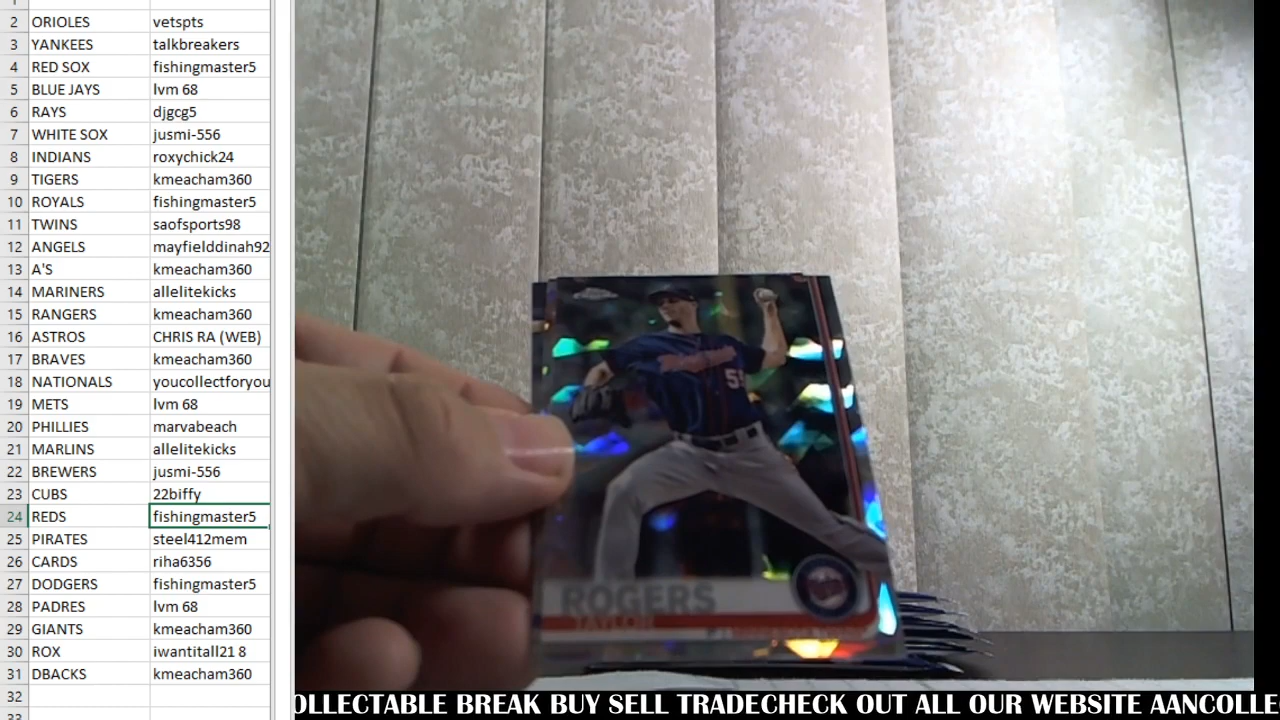 2 ORIOLES vetspts
3 YANKEES talkbreakers
4 RED SOX fishingmaster5
5 BLUE JAYS lvm 68
6 RAYS djgcg5
7 WHITE SOX jusmi-556
8 INDIANS roxychick24
9 TIGERS kmeacham360
10 ROYALS fishingmaster5
11 TWINS saofsports98
12 ANGELS mayfielddinah92
13 A'S kmeacham360
14 MARINERS allelitekicks
15 RANGERS kmeacham360
16 ASTROS CHRIS RA (WEB)
17 BRAVES kmeacham360
18 NATIONALS youcollectforyou
19 METS lvm 68
20 PHILLIES marvabeach
21 MARLINS allelitekicks
22 BREWERS jusmi-556
23 CUBS 22biffy
24 REDS fishingmaster5
25 PIRATES steel412mem
26 CARDS riha6356
27 DODGERS fishingmaster5
28 PADRES lvm 68
29 GIANTS kmeacham360
30 ROX iwantitall21 8
31 DBACKS kmeacham360
32
ROGERS
TAYLOR
OLLECTABLE BREAK BUY SELL TRADECHECK OUT ALL OUR WEBSITE AANCOLLE